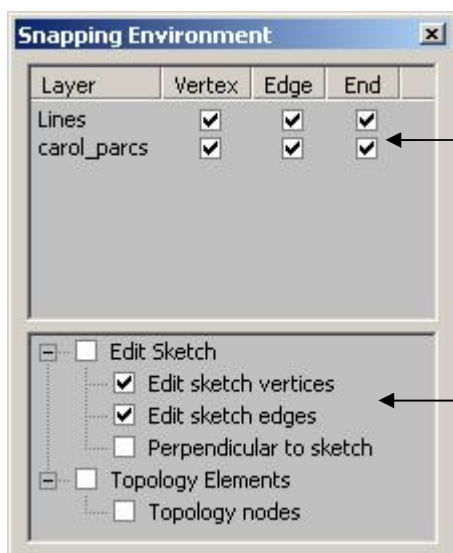 Snapping Environment
Layer Vertex Edge End
Lines
carol_parcs
Edit Sketch
Edit sketch vertices
Edit sketch edges
Perpendicular to sketch
Topology Elements
Topology nodes